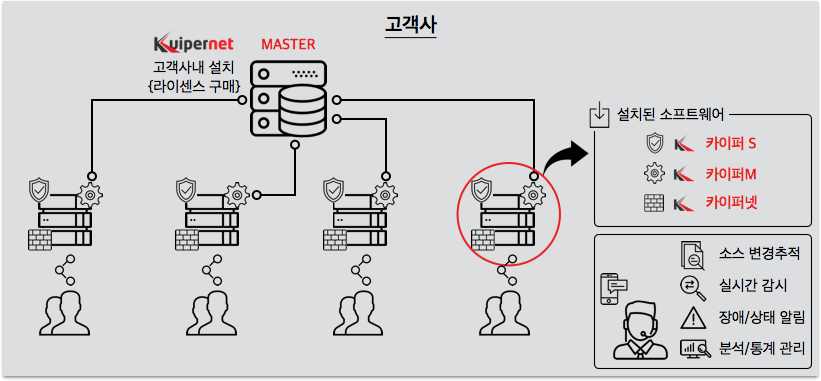 고객사
Kuipernet MASTER
고객사내 설치
{라이센스 구매}
설치된 소프트웨어
카이퍼 S
카이퍼M
카이퍼넷
소스 변경추적
실시간 감시
장애/상태 알림
분석/통계 관리